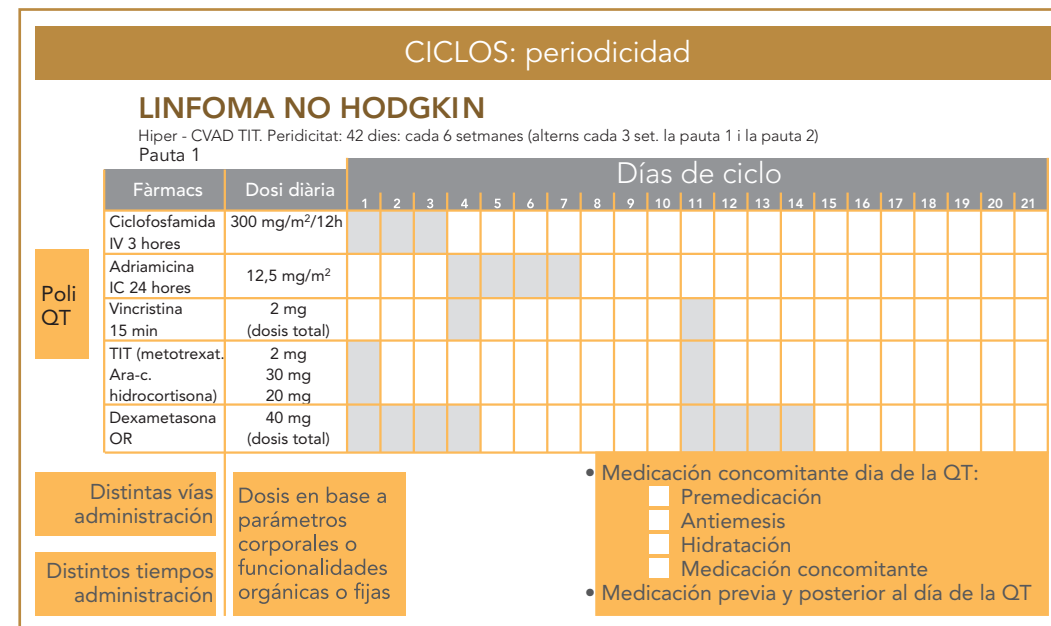 CICLOS: periodicidad
LINFOMA NO HODGKIN
Hiper - CVAD TIT. Peridicitat: 42 dies: cada 6 setmanes (alterns cada 3 set. la pauta 1 i la pauta 2)
Pauta 1
Fàrmacs
Dosi diària
Días de ciclo
1 2 3 4 5 6 7 8 9 10 11 12 13 14 15 16 17 18 19 20 21
Poli
QT
Ciclofosfamida
IV 3 hores
300 mg/m²/12h
Adriamicina
IC 24 hores
12,5 mg/m²
Vincristina
15 min
2 mg
(dosis total)
TIT (metotrexat.
Ara-c.
hidrocortisona)
2 mg
30 mg
20 mg
Dexametasona
OR
40 mg
(dosis total)
Distintas vías
administración
Distintos tiempos
administración
Dosis en base a
parámetros
corporales o
funcionalidades
orgánicas o fijas
• Medicación concomitante dia de la QT:
Premedicación
Antiemesis
Hidratación
Medicación concomitante
• Medicación previa y posterior al día de la QT